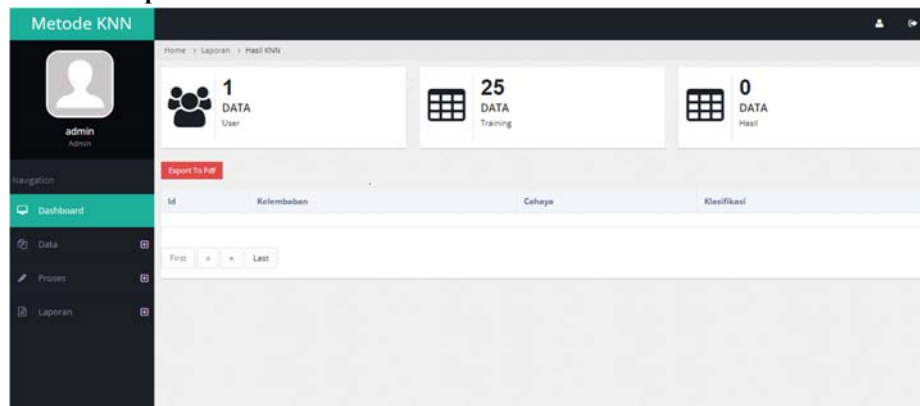 Metode KNN
Home > Laporan > Hasil KNN
admin
Admin
1
DATA
User
25
DATA
Training
0
DATA
Hasil
Navigation
Dashboard
Data
Proses
Laporan
Export To Pdf
Id Kelembaban Cahaya Klasifikasi
First « » Last